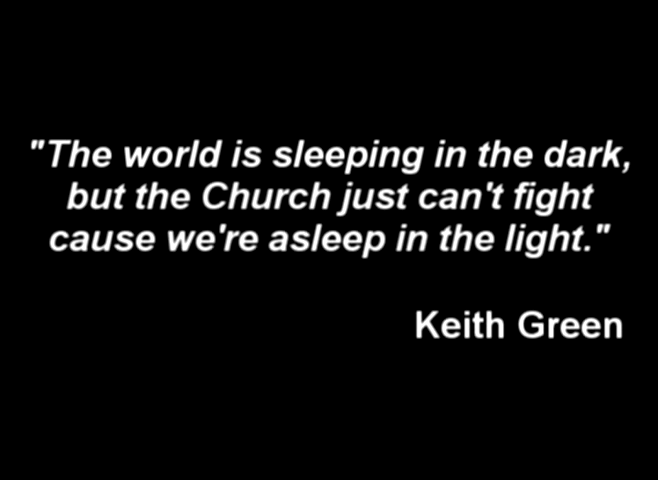 "The world is sleeping in the dark,
but the Church just can't fight
cause we're asleep in the light."
Keith Green